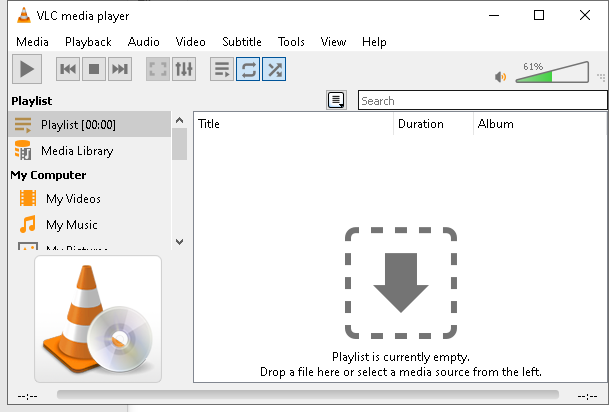 VLC media player
Media Playback Audio Video Subtitle Tools View Help
61%
Playlist
Search
Playlist [00:00]
Title Duration Album
Media Library
My Computer
My Videos
My Music
My Pictures
Playlist is currently empty.
Drop a file here or select a media source from the left.
--:-- --:--